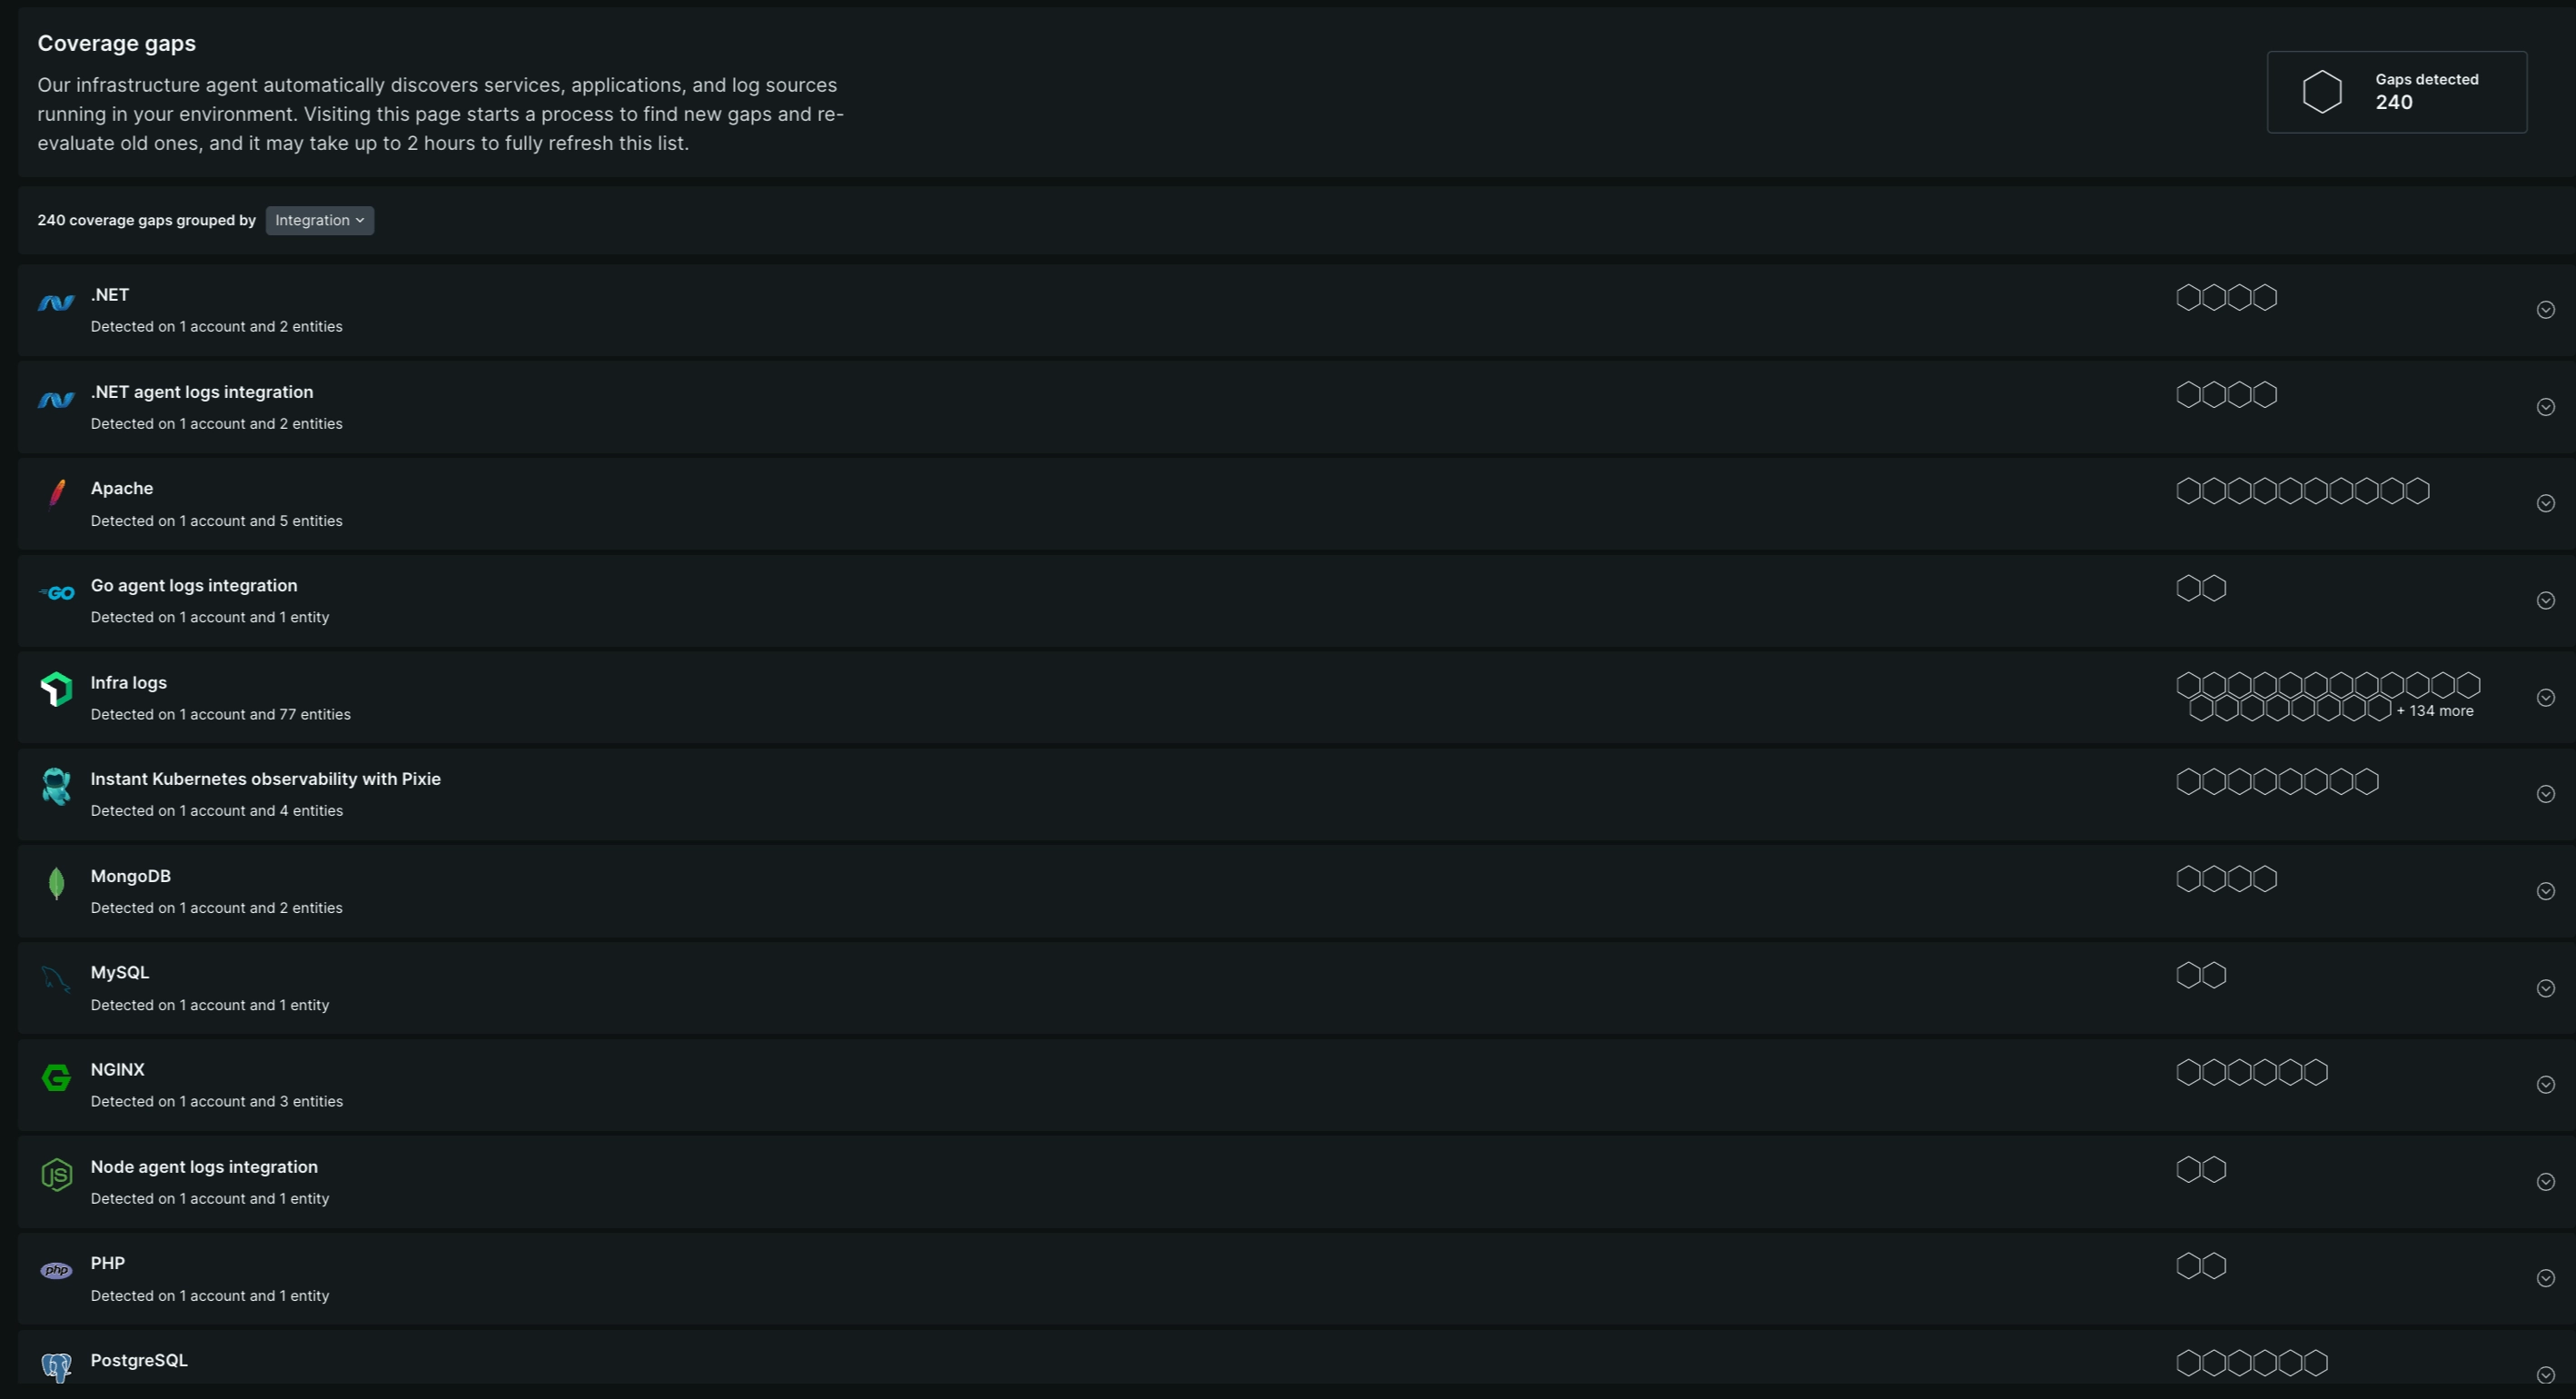 Coverage gaps
Our infrastructure agent automatically discovers services, applications, and log sources
running in your environment. Visiting this page starts a process to find new gaps and re-
evaluate old ones, and it may take up to 2 hours to fully refresh this list.
Gaps detected
240
240 coverage gaps grouped by Integration
.NET
Detected on 1 account and 2 entities
.NET agent logs integration
Detected on 1 account and 2 entities
Apache
Detected on 1 account and 5 entities
GO
Go agent logs integration
Detected on 1 account and 1 entity
Infra logs
Detected on 1 account and 77 entities
+ 134 more
Instant Kubernetes observability with Pixie
Detected on 1 account and 4 entities
MongoDB
Detected on 1 account and 2 entities
MySQL
Detected on 1 account and 1 entity
NGINX
Detected on 1 account and 3 entities
JS
Node agent logs integration
Detected on 1 account and 1 entity
php
PHP
Detected on 1 account and 1 entity
PostgreSQL